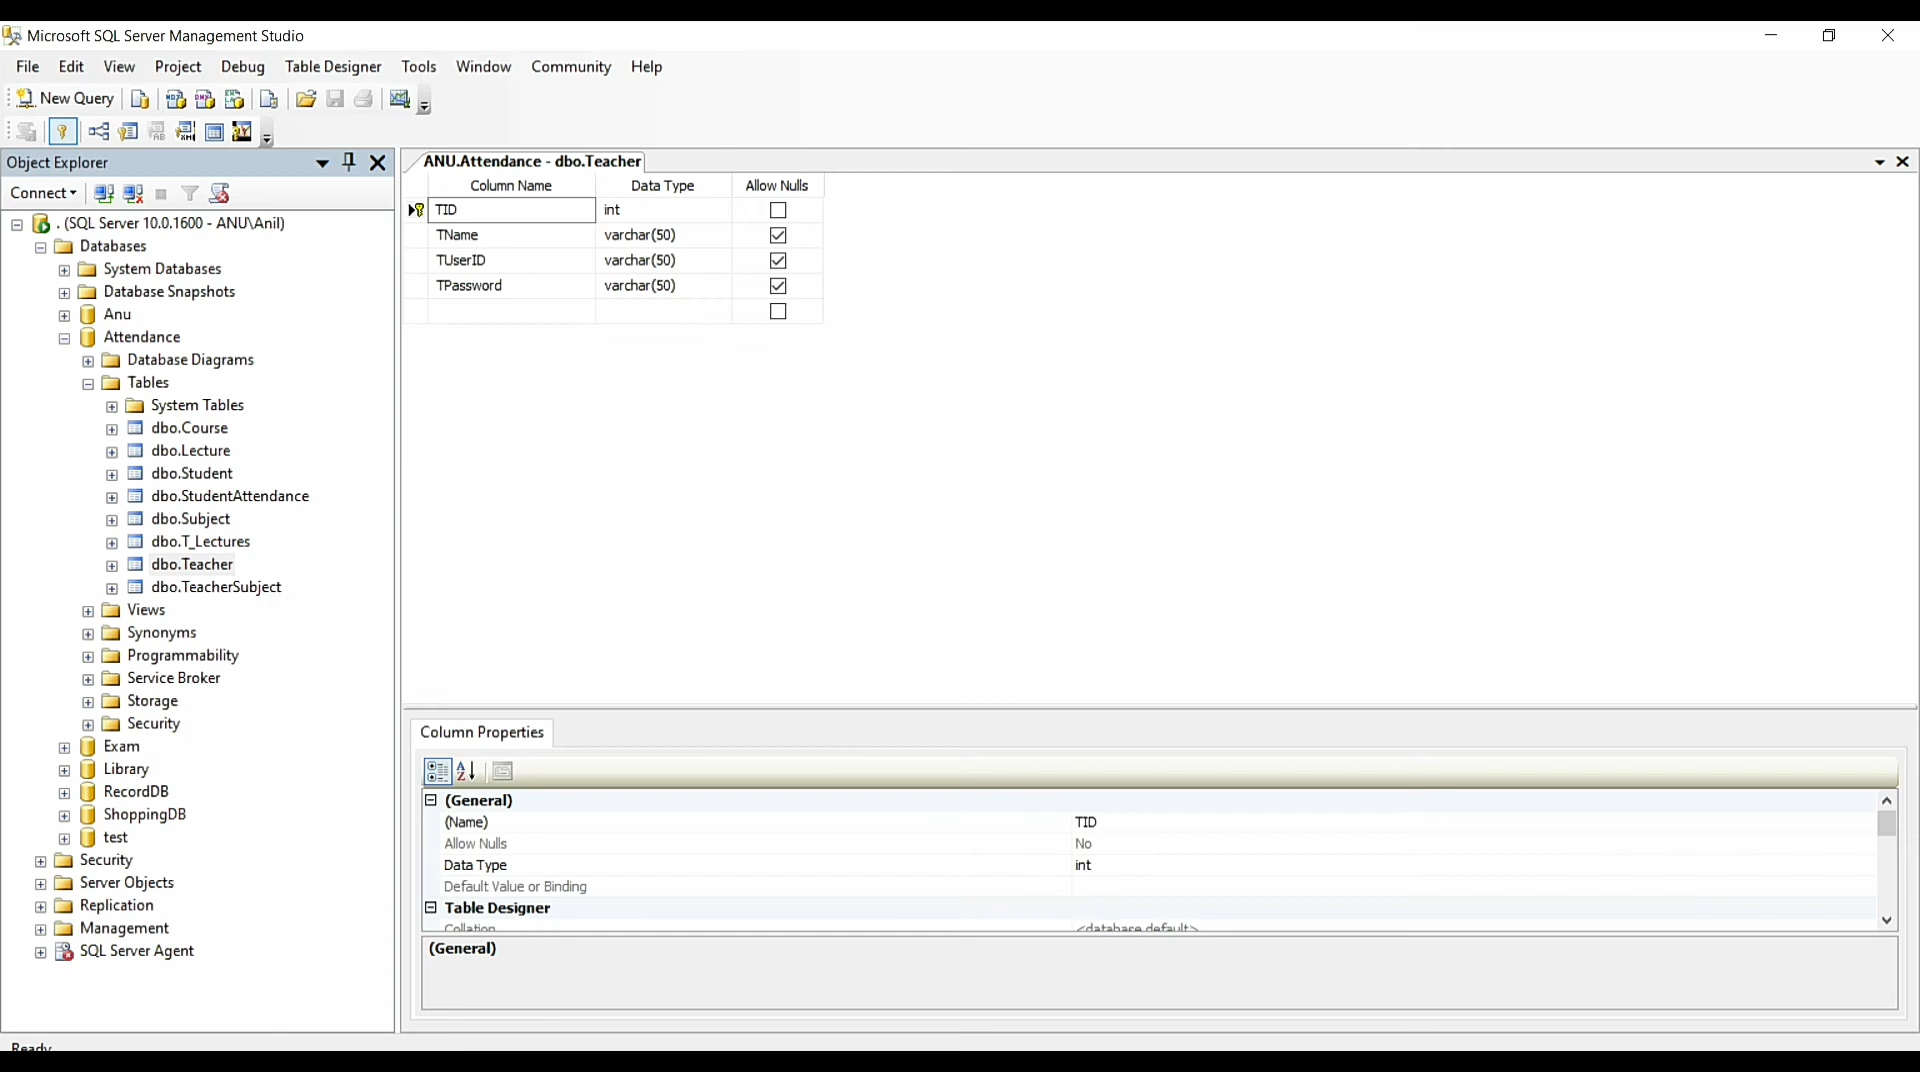 Microsoft SQL Server Management Studio
File Edit View Project Debug Table Designer Tools Window Community Help
New Query
Object Explorer
Connect
. (SQL Server 10.0.1600 - ANU\Anil)
Databases
System Databases
Database Snapshots
Anu
Attendance
Database Diagrams
Tables
System Tables
dbo.Course
dbo.Lecture
dbo.Student
dbo.StudentAttendance
dbo.Subject
dbo.T_Lectures
dbo.Teacher
dbo.TeacherSubject
Views
Synonyms
Programmability
Service Broker
Storage
Security
Exam
Library
RecordDB
ShoppingDB
test
Security
Server Objects
Replication
Management
SQL Server Agent
ANU.Attendance - dbo.Teacher
Column Name Data Type Allow Nulls
TID int
TName varchar(50)
TUserID varchar(50)
TPassword varchar(50)
Column Properties
(General)
(Name) TID
Allow Nulls No
Data Type int
Default Value or Binding
Table Designer
Collation <database default>
(General)
Ready